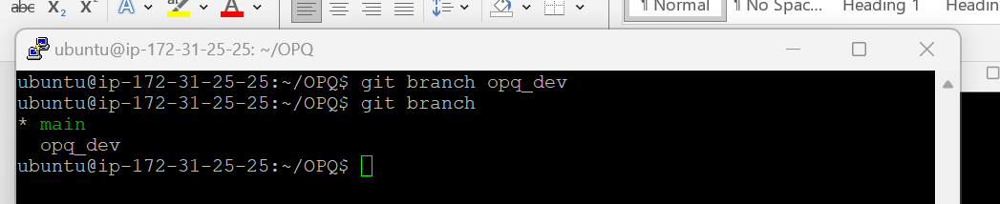 abc x₂ x² A A
¶ Normal ¶ No Spac... Heading 1 Headin
ubuntu@ip-172-31-25-25: ~/OPQ
ubuntu@ip-172-31-25-25:~/OPQ$ git branch opq_dev
ubuntu@ip-172-31-25-25:~/OPQ$ git branch
* main
  opq_dev
ubuntu@ip-172-31-25-25:~/OPQ$